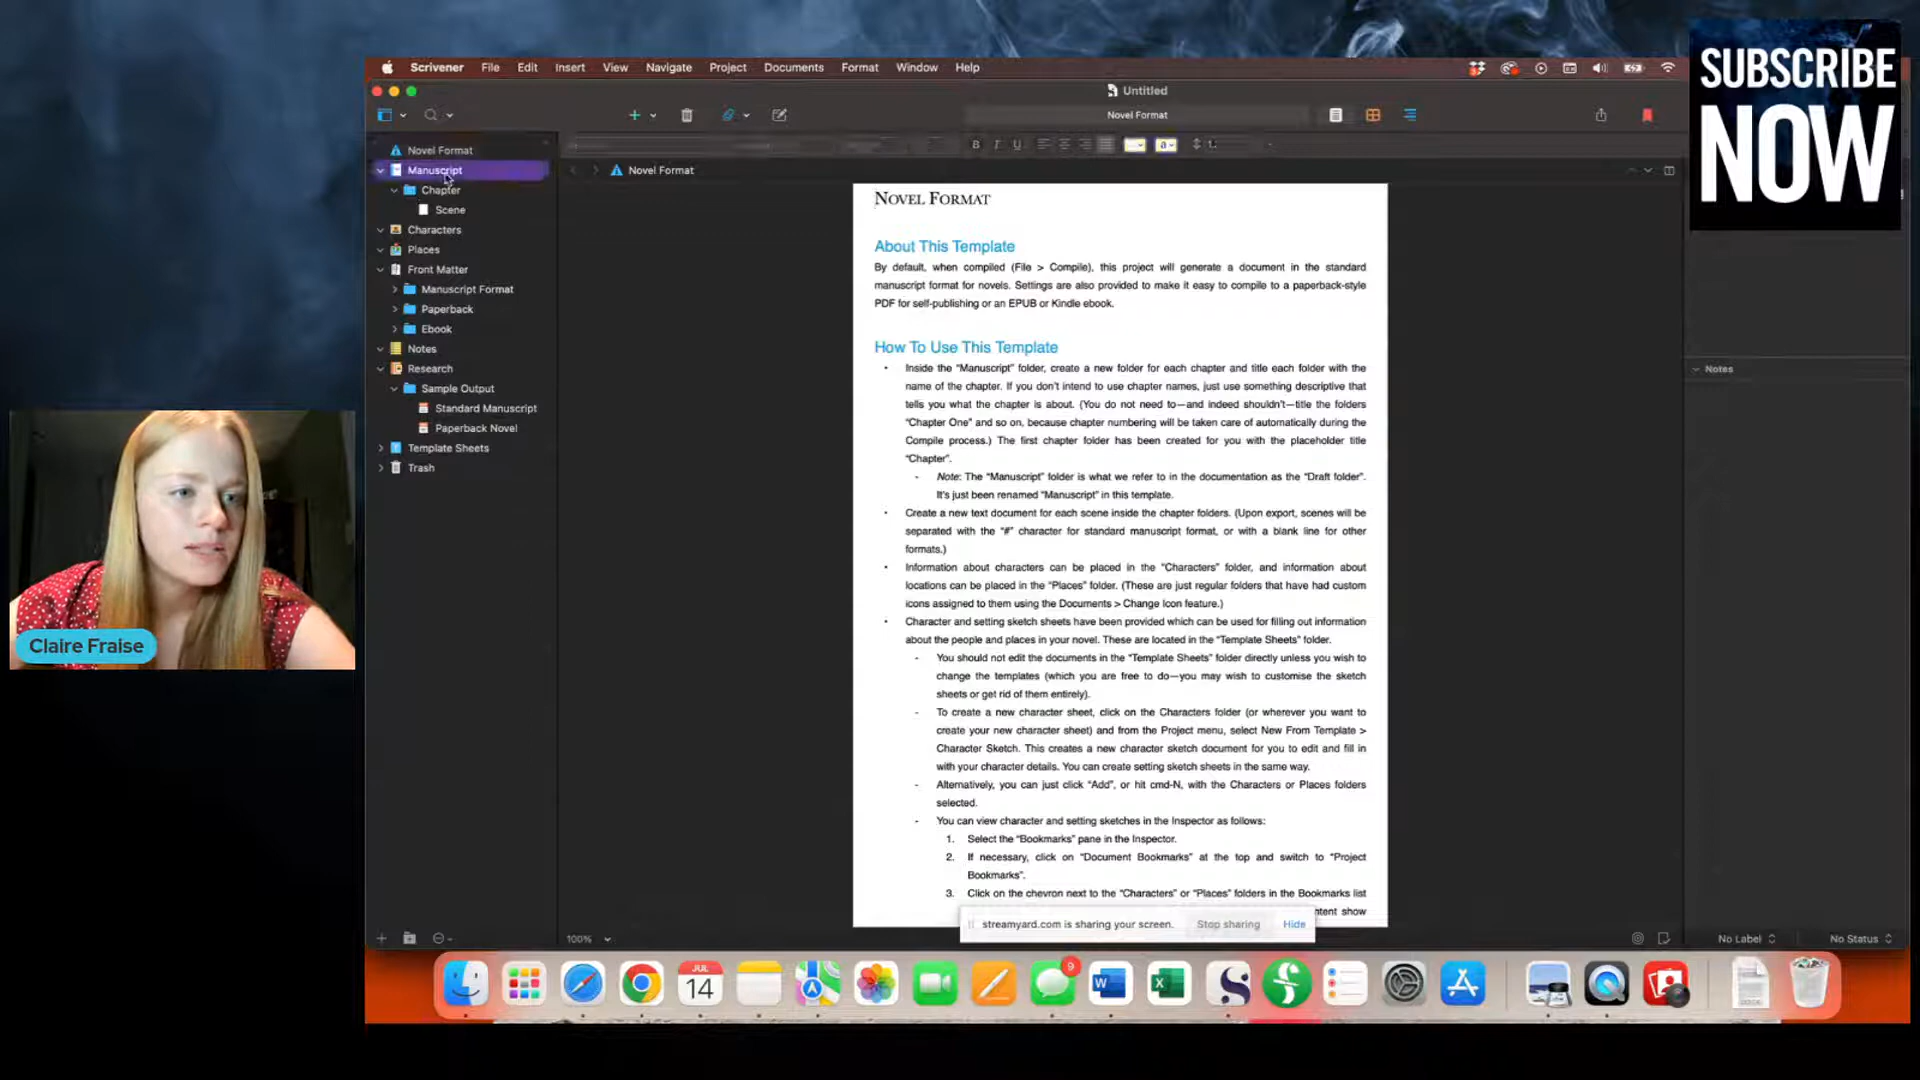 Scrivener File Edit Insert View Navigate Project Documents Format Window Help
SUBSCRIBE
NOW
Untitled
Novel Format
B I U
a
Novel Format
Manuscript
Chapter
Scene
Characters
Places
Front Matter
Manuscript Format
Paperback
Ebook
Notes
Research
Sample Output
Standard Manuscript
Paperback Novel
Template Sheets
Trash
Novel Format
NOVEL FORMAT
About This Template
By default, when compiled (File > Compile), this project will generate a document in the standard
manuscript format for novels. Settings are also provided to make it easy to compile to a paperback-style
PDF for self-publishing or an EPUB or Kindle ebook.
How To Use This Template
• Inside the “Manuscript” folder, create a new folder for each chapter and title each folder with the
name of the chapter. If you don’t intend to use chapter names, just use something descriptive that
tells you what the chapter is about. (You do not need to—and indeed shouldn’t—title the folders
“Chapter One” and so on, because chapter numbering will be taken care of automatically during the
Compile process.) The first chapter folder has been created for you with the placeholder title
“Chapter”.
- Note: The “Manuscript” folder is what we refer to in the documentation as the “Draft folder”.
It’s just been renamed “Manuscript” in this template.
• Create a new text document for each scene inside the chapter folders. (Upon export, scenes will be
separated with the “#” character for standard manuscript format, or with a blank line for other
formats.)
• Information about characters can be placed in the “Characters” folder, and information about
locations can be placed in the “Places” folder. (These are just regular folders that have had custom
icons assigned to them using the Documents > Change Icon feature.)
• Character and setting sketch sheets have been provided which can be used for filling out information
about the people and places in your novel. These are located in the “Template Sheets” folder.
- You should not edit the documents in the “Template Sheets” folder directly unless you wish to
change the templates (which you are free to do—you may wish to customise the sketch
sheets or get rid of them entirely).
- To create a new character sheet, click on the Characters folder (or wherever you want to
create your new character sheet) and from the Project menu, select New From Template >
Character Sketch. This creates a new character sketch document for you to edit and fill in
with your character details. You can create setting sketch sheets in the same way.
- Alternatively, you can just click “Add”, or hit cmd-N, with the Characters or Places folders
selected.
- You can view character and setting sketches in the Inspector as follows:
1. Select the “Bookmarks” pane in the Inspector.
2. If necessary, click on “Document Bookmarks” at the top and switch to “Project
Bookmarks”.
3. Click on the chevron next to the “Characters” or “Places” folders in the Bookmarks list
show
streamyard.com is sharing your screen. Stop sharing Hide
Notes
Claire Fraise
100%
No Label
No Status
JUL
14
9
W
X